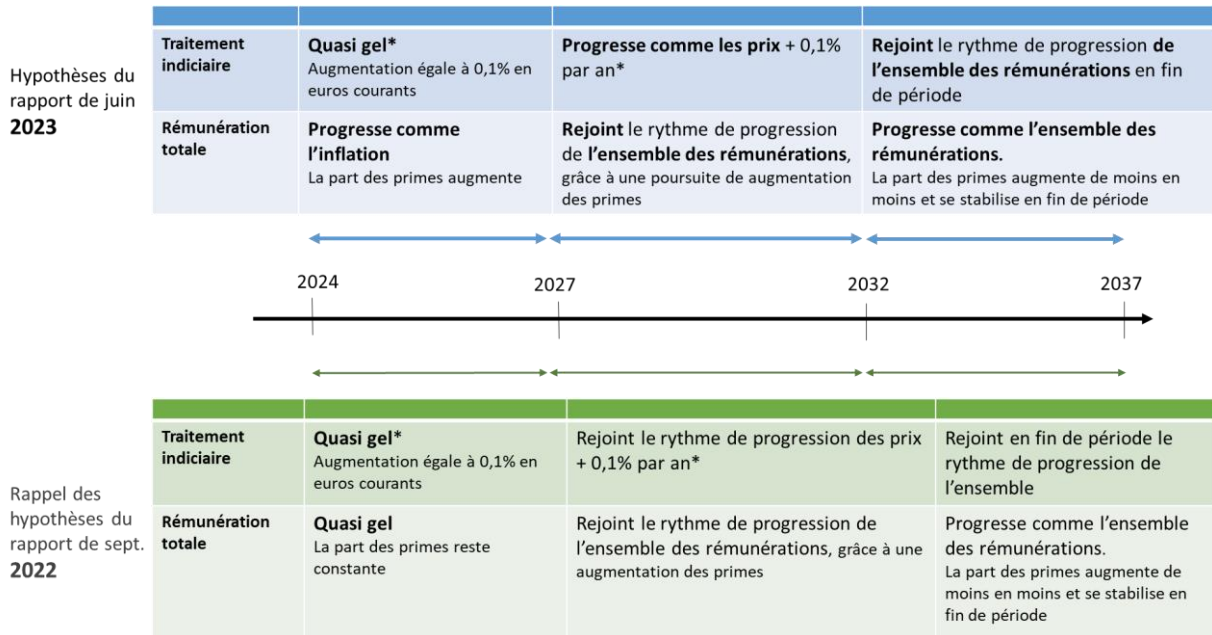 Hypothèses du
rapport de juin
2023
Traitement
indiciaire
Quasi gel*
Augmentation égale à 0,1% en
euros courants
Progresse comme les prix + 0,1%
par an*
Rejoint le rythme de progression de
l'ensemble des rémunérations en fin
de période
Rémunération
totale
Progresse comme
l'inflation
La part des primes augmente
Rejoint le rythme de progression
de l'ensemble des rémunérations,
grâce à une poursuite de augmentation
des primes
Progresse comme l'ensemble des
rémunérations.
La part des primes augmente de moins en
moins et se stabilise en fin de période
2024
2027
2032
2037
Rappel des
hypothèses du
rapport de sept.
2022
Traitement
indiciaire
Quasi gel*
Augmentation égale à 0,1% en
euros courants
Rejoint le rythme de progression des prix
+ 0,1% par an*
Rejoint en fin de période le
rythme de progression de
l'ensemble
Rémunération
totale
Quasi gel
La part des primes reste
constante
Rejoint le rythme de progression de
l'ensemble des rémunérations, grâce à une
augmentation des primes
Progresse comme l'ensemble
des rémunérations.
La part des primes augmente de
moins en moins et se stabilise en
fin de période